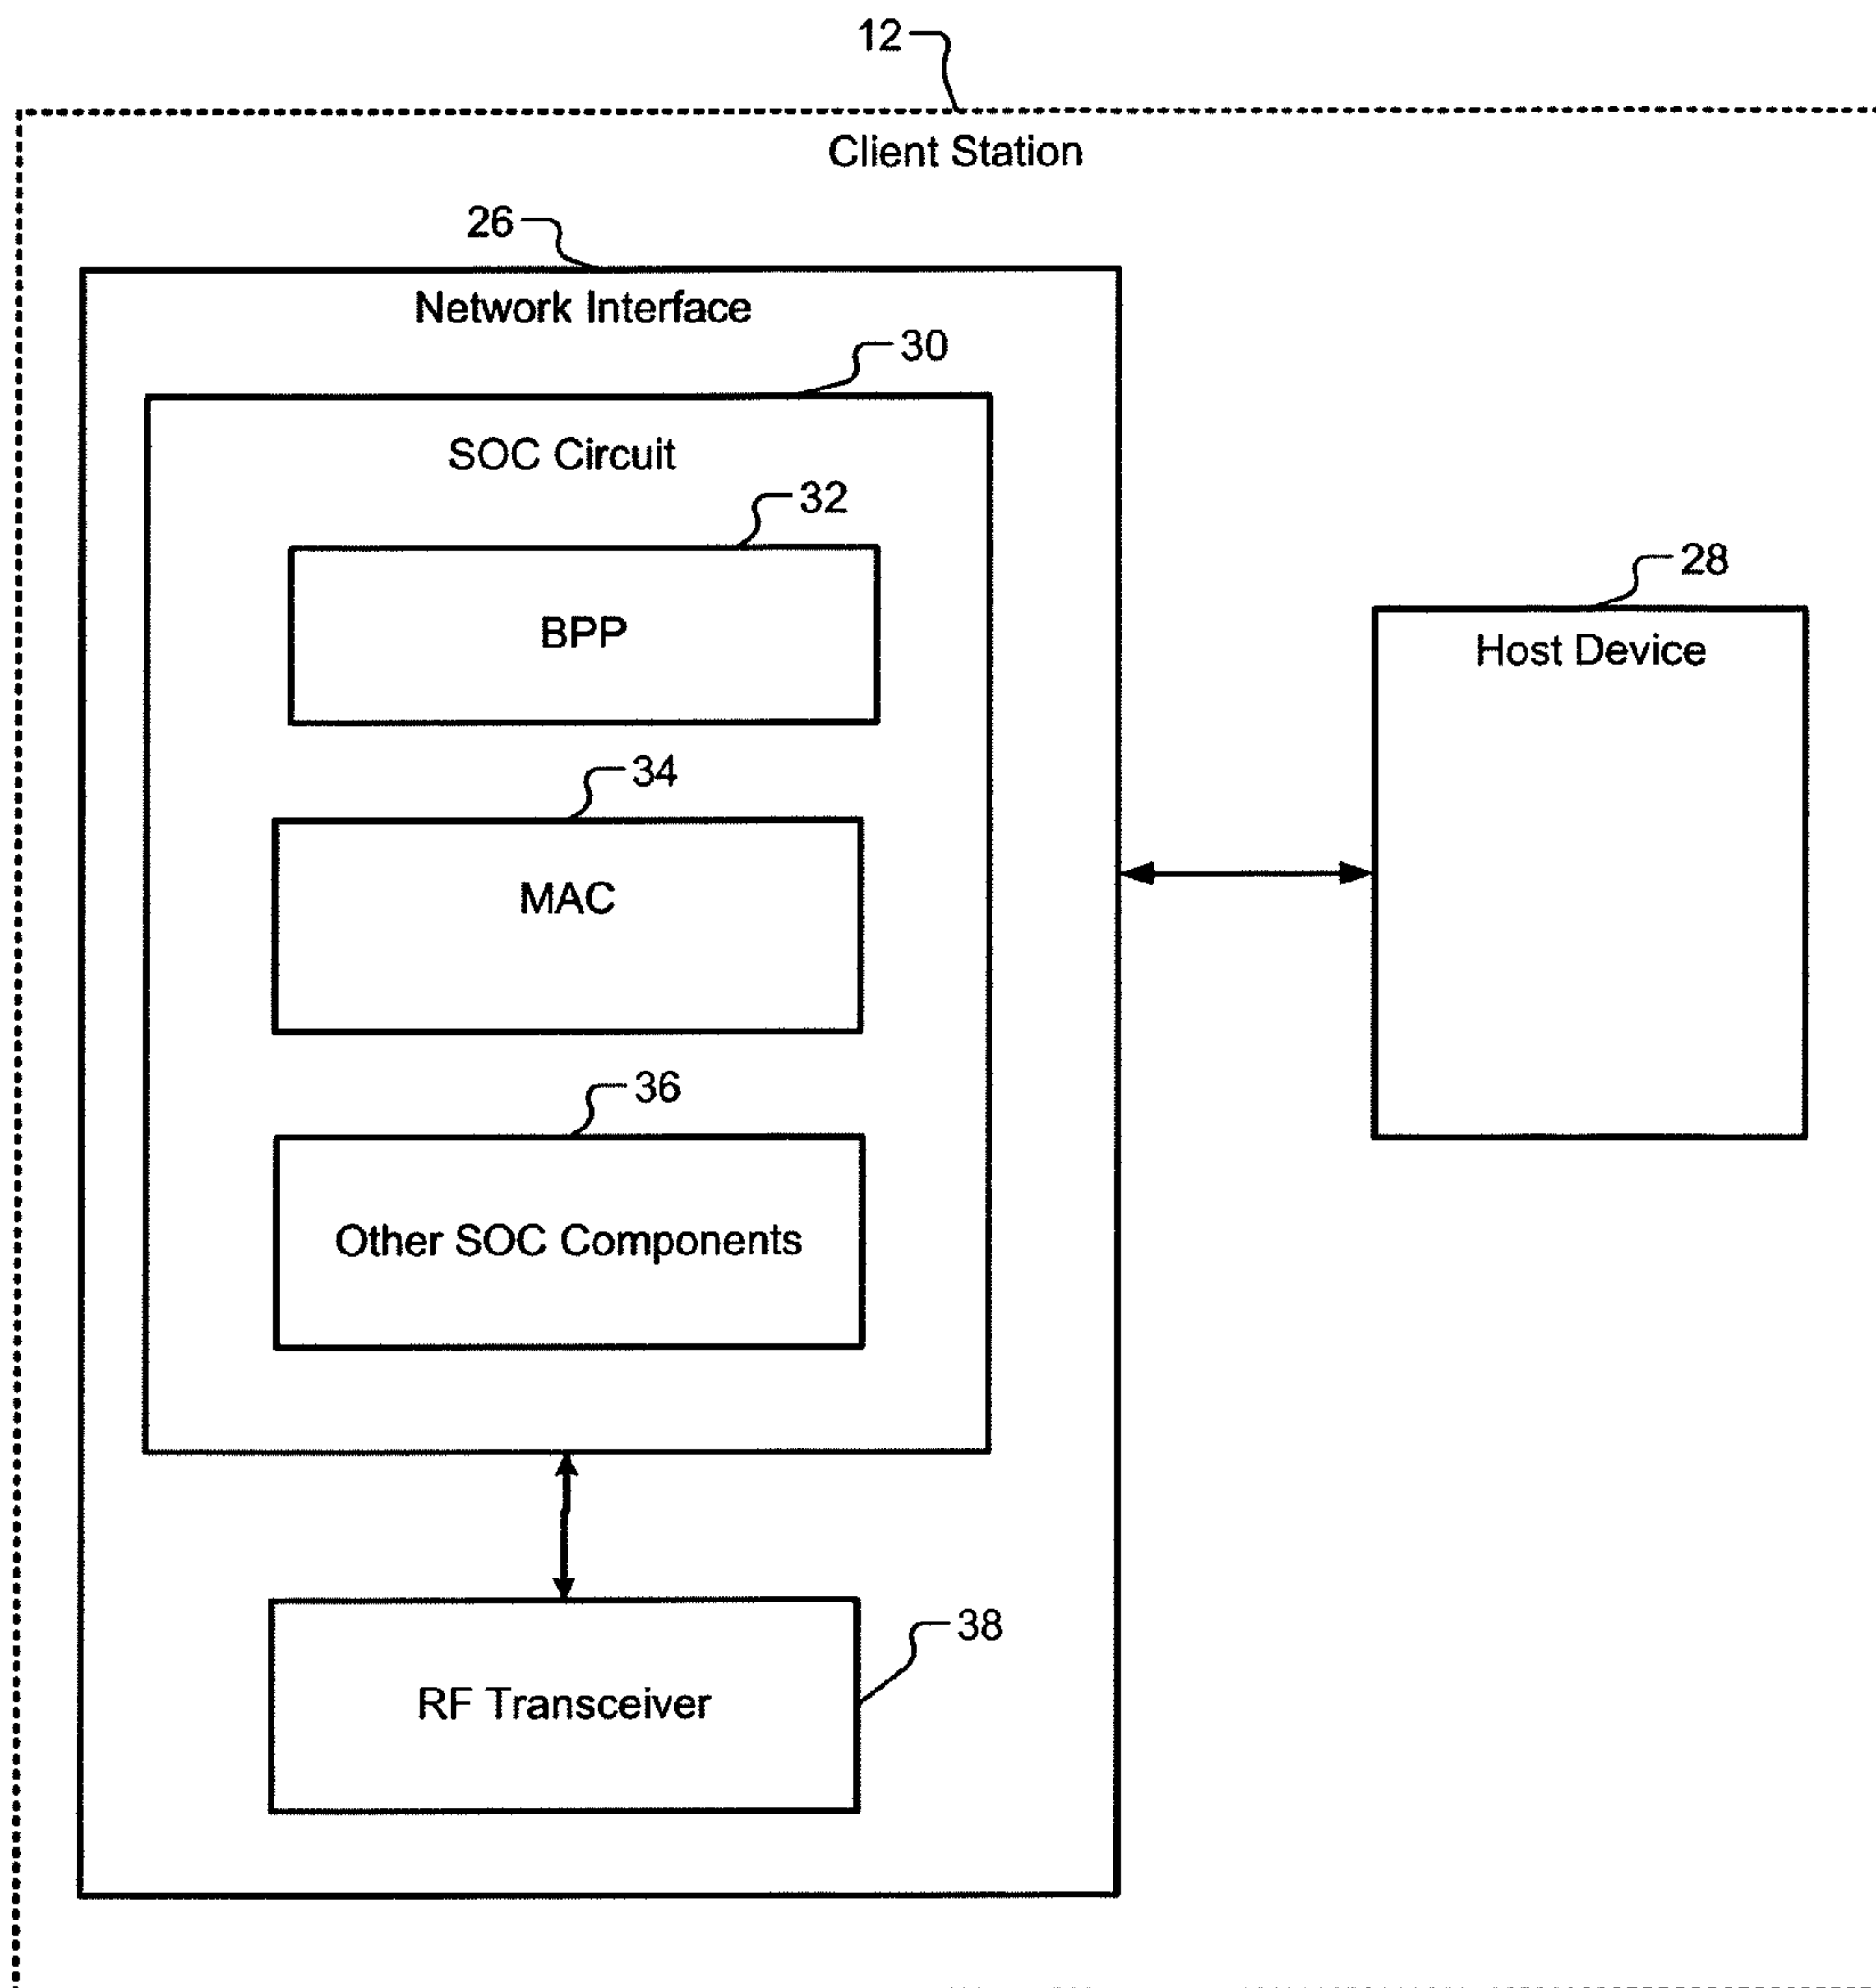 12
Client Station
26
Network Interface
30
SOC Circuit
32
BPP
28
Host Device
34
MAC
36
Other SOC Components
38
RF Transceiver